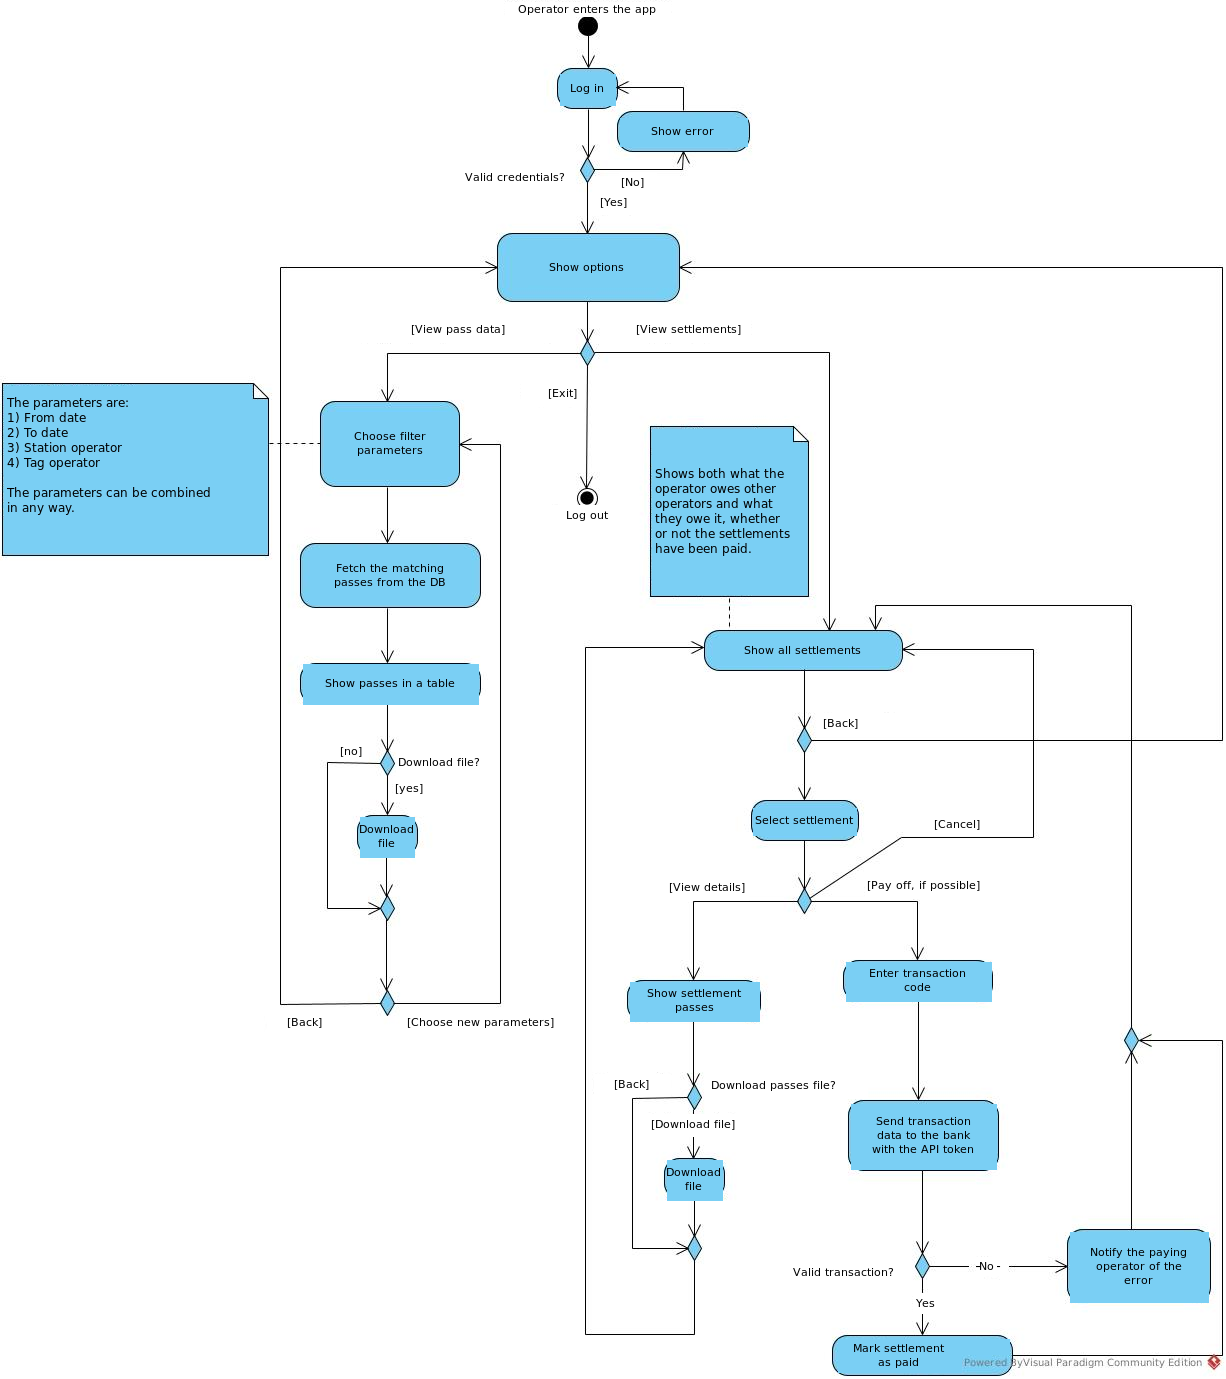 Operator enters the app
Log in
Show error
Valid credentials?
[No]
[Yes]
Show options
[View pass data]
[View settlements]
[Exit]
The parameters are:
1) From date
2) To date
3) Station operator
4) Tag operator
The parameters can be combined
in any way.
Choose filter
parameters
Shows both what the
operator owes other
operators and what
they owe it, whether
or not the settlements
have been paid.
Log out
Fetch the matching
passes from the DB
Show all settlements
Show passes in a table
[Back]
[no]
Download file?
[yes]
Download
file
Select settlement
[Cancel]
[View details]
[Pay off, if possible]
Show settlement
passes
Enter transaction
code
[Back]
[Choose new parameters]
[Back]
Download passes file?
[Download file]
Send transaction
data to the bank
with the API token
Download
file
Valid transaction?
No
Notify the paying
operator of the
error
Yes
Mark settlement
as paid
Powered ByVisual Paradigm Community Edition